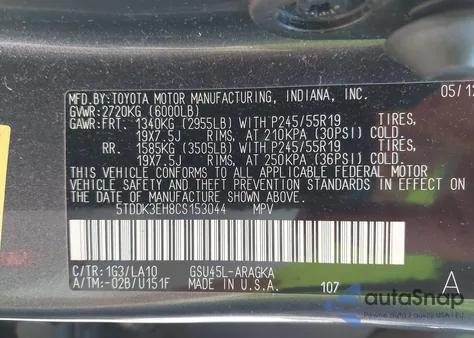 MFD.BY:TOYOTA MOTOR MANUFACTURING, INDIANA, INC. 05/12
GVWR:2720KG (6000LB)
GAWR: FRT. 1340KG (2955LB) WITH P245/55R19 TIRES,
19X7.5J RIMS, AT 210KPA (30PSI) COLD.
RR. 1585KG (3505LB) WITH P245/55R19 TIRES,
19X7.5J RIMS, AT 250KPA (36PSI) COLD.
THIS VEHICLE CONFORMS TO ALL APPLICABLE FEDERAL MOTOR
VEHICLE SAFETY AND THEFT PREVENTION STANDARDS IN EFFECT ON
THE DATE OF MANUFACTURE SHOWN ABOVE.
5TDDK3EH8CS153044 MPV
C/TR:1G3/LA10 GSU45L-ARAGKA
A/TM:-02B/U151F MADE IN U.S.A. 107 A
autoSnap